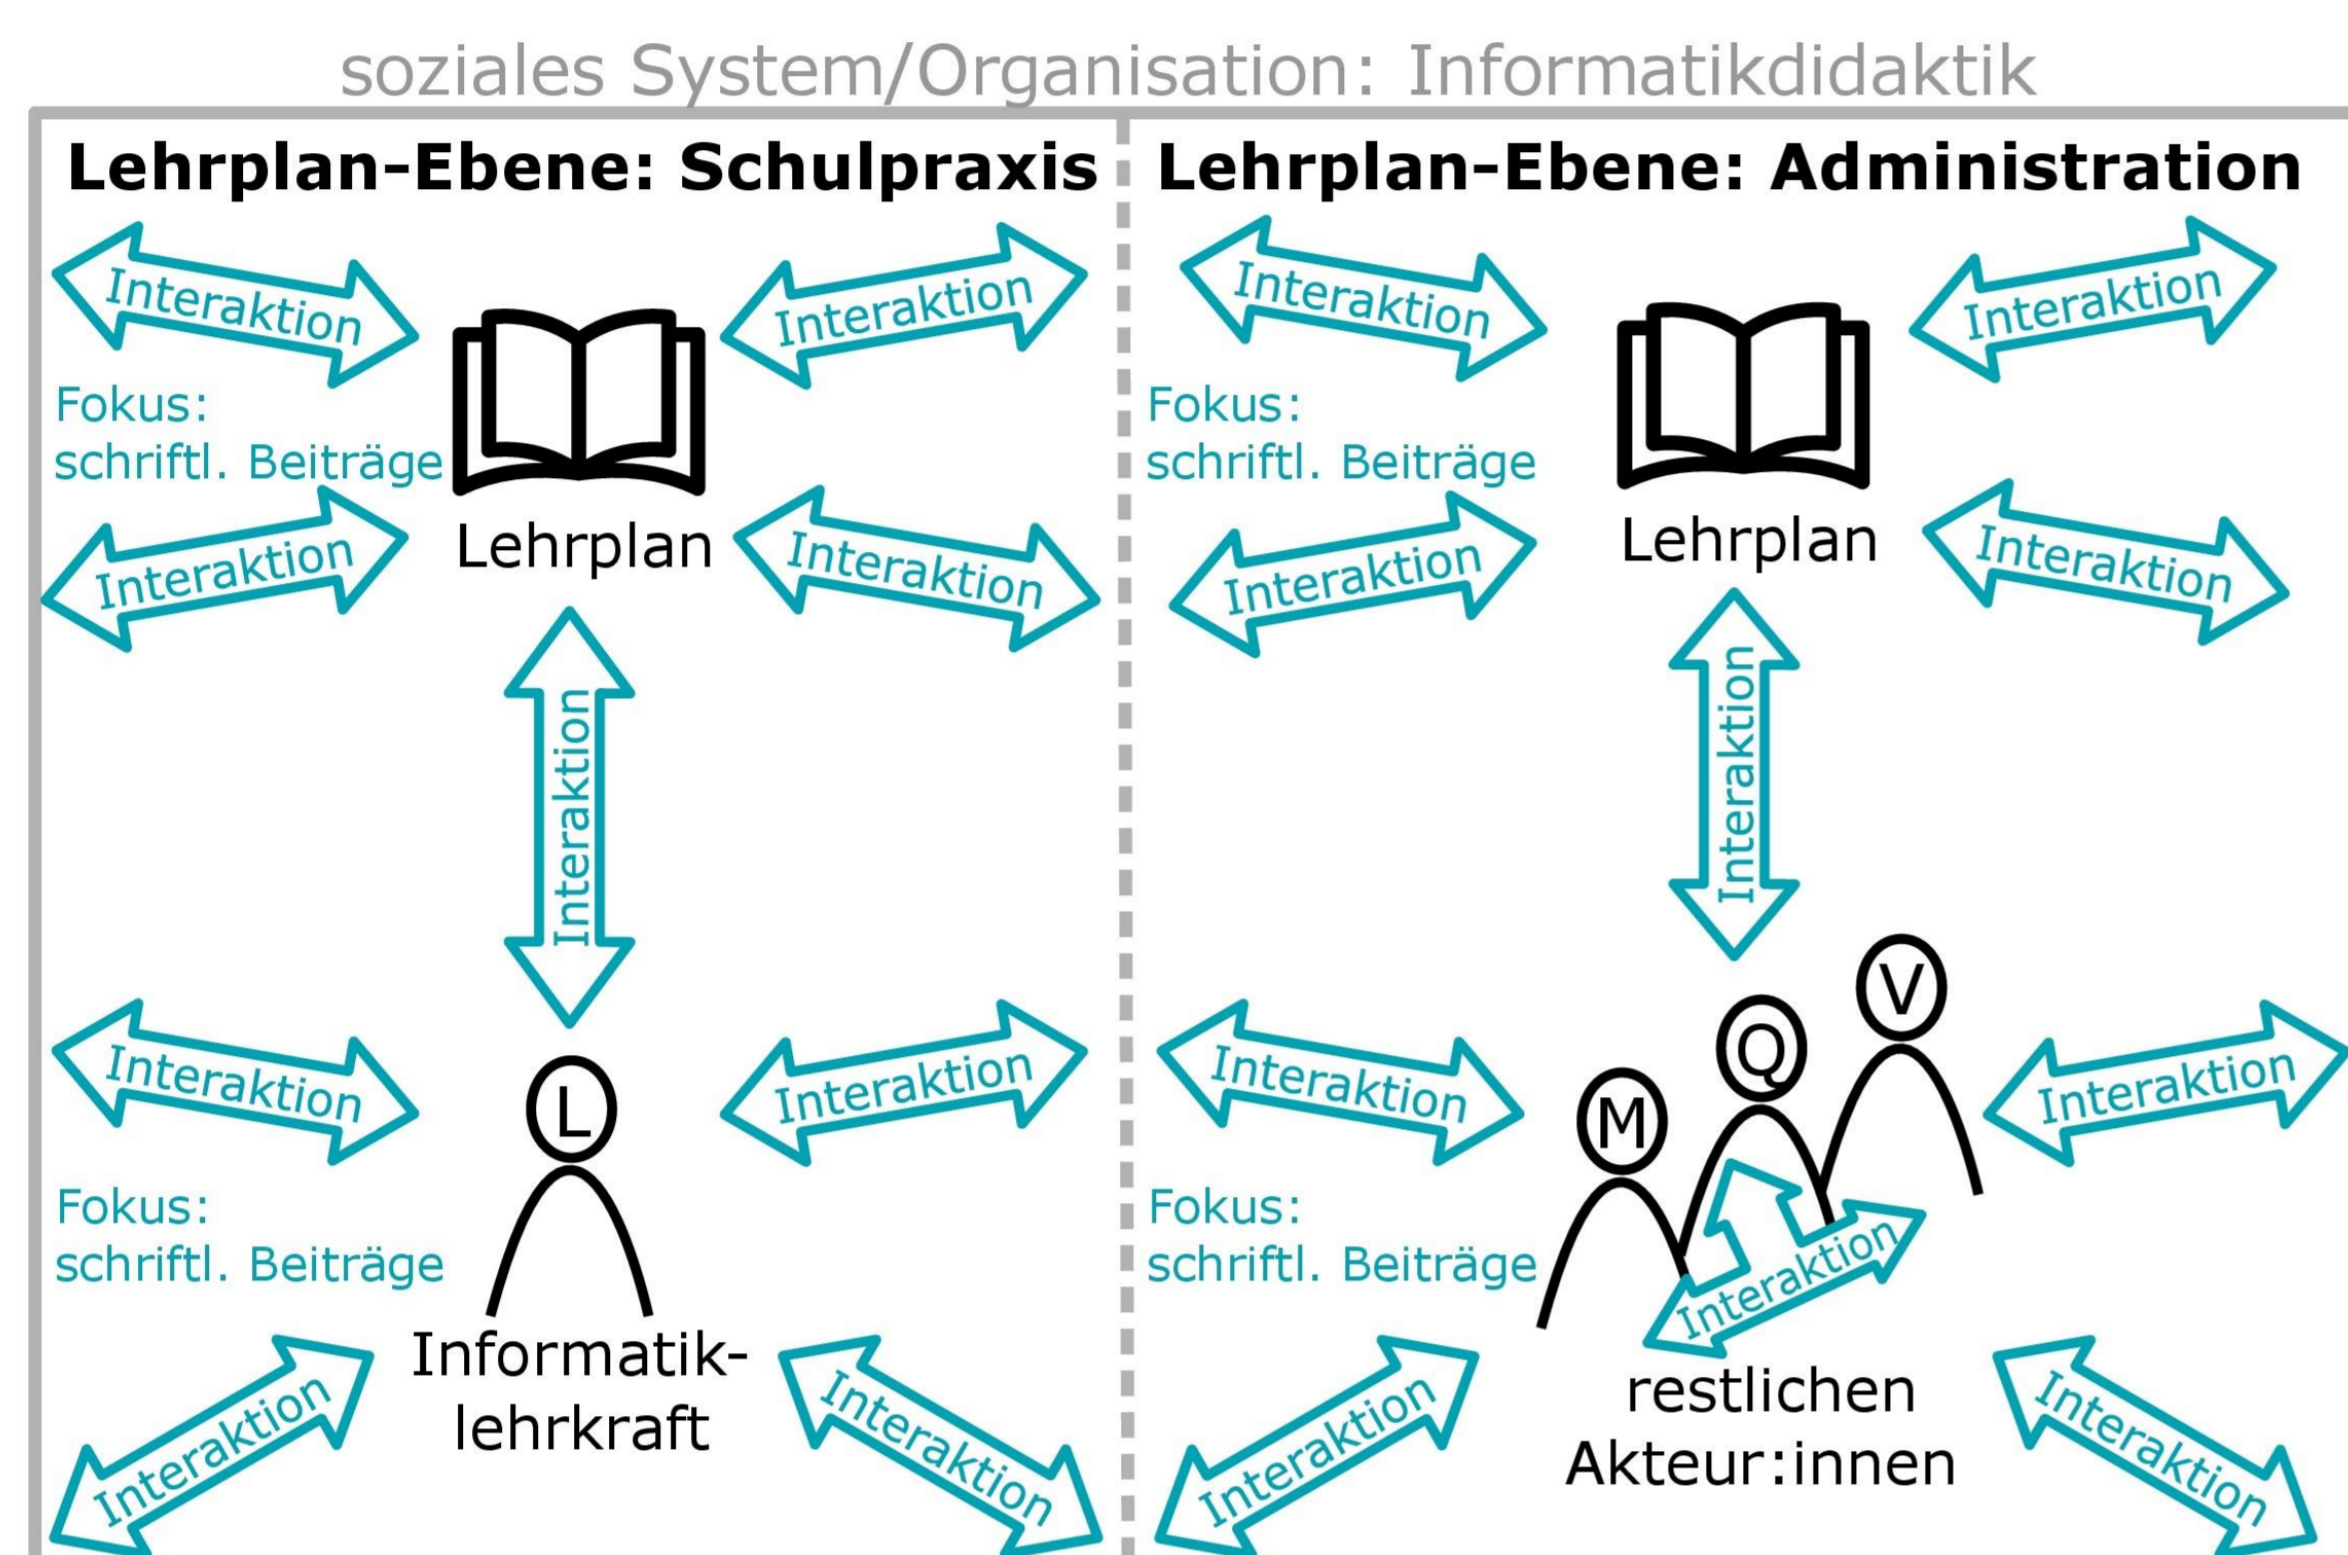 soziales System/Organisation: Informatikdidaktik
Lehrplan-Ebene: Schulpraxis
Interaktion
Interaktion
Fokus:
schriftl. Beiträge
Lehrplan
Interaktion
Interaktion
Interaktion
Interaktion
Interaktion
L
Fokus:
schriftl. Beiträge
Informatik-
lehrkraft
Interaktion
Interaktion
Lehrplan-Ebene: Administration
Interaktion
Interaktion
Fokus:
schriftl. Beiträge
Lehrplan
Interaktion
Interaktion
Interaktion
V
Q
M
Interaktion
Interaktion
Fokus:
schriftl. Beiträge
Interaktion
restlichen
Akteur:innen
Interaktion
Interaktion